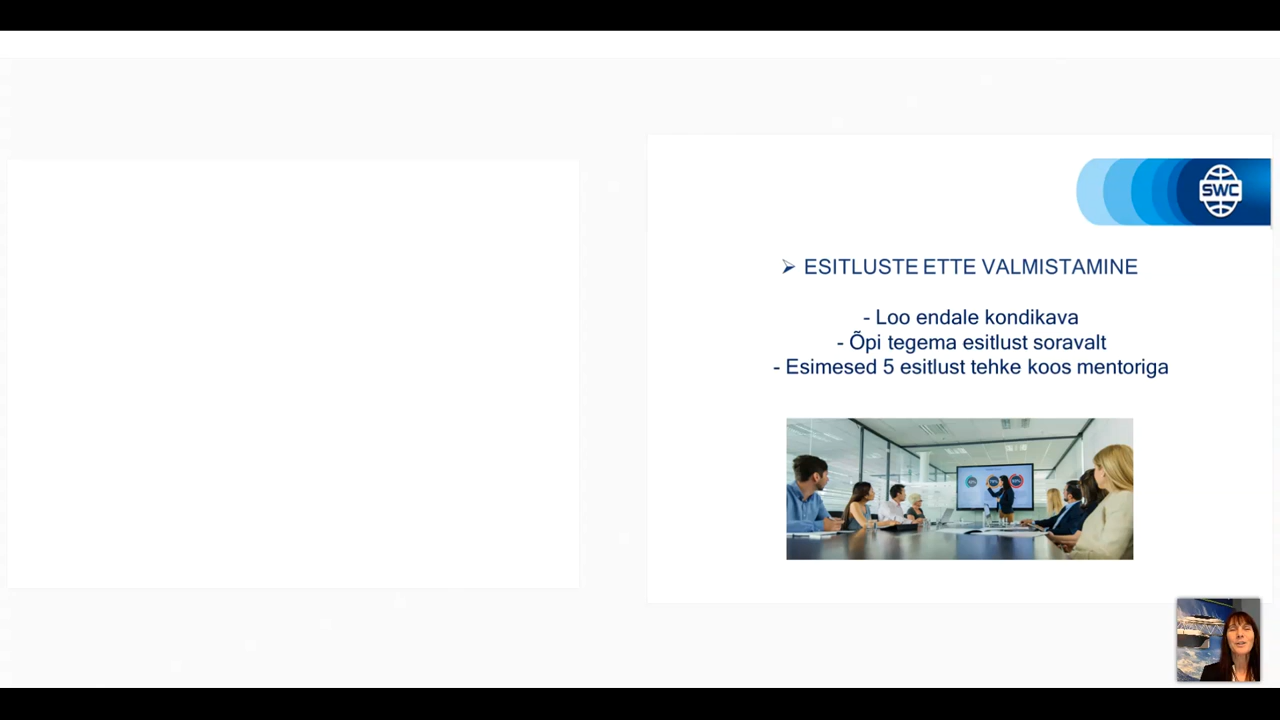 SWC
➢ ESITLUSTE ETTE VALMISTAMINE
- Loo endale kondikava
- Õpi tegema esitlust soravalt
- Esimesed 5 esitlust tehke koos mentoriga